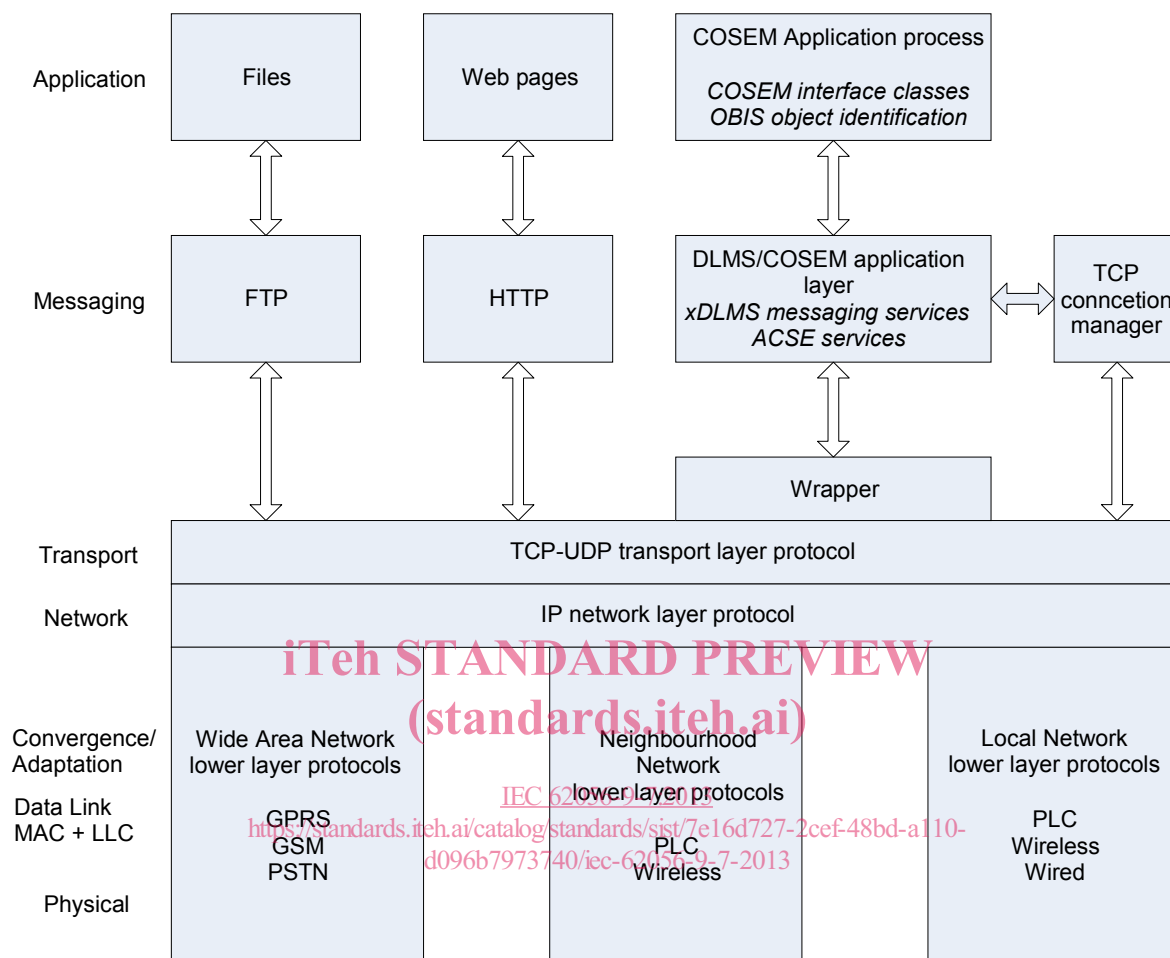 Application
Files
Web pages
COSEM Application process
COSEM interface classes
OBIS object identification
Messaging
FTP
HTTP
DLMS/COSEM application
layer
xDLMS messaging services
ACSE services
TCP
conncetion
manager
Wrapper
Transport
TCP-UDP transport layer protocol
Network
IP network layer protocol
iTeh STANDARD PREVIEW
(standards.iteh.ai)
Convergence/
Adaptation
Wide Area Network
lower layer protocols
Neighbourhood
Network
lower layer protocols
Local Network
lower layer protocols
IEC 62056-9-7:2013
https://standards.iteh.ai/catalog/standards/sist/7e16d727-2cef-48bd-a110-
d096b7973740/iec-62056-9-7-2013
Data Link
MAC + LLC
GPRS
GSM
PSTN
PLC
Wireless
PLC
Wireless
Wired
Physical